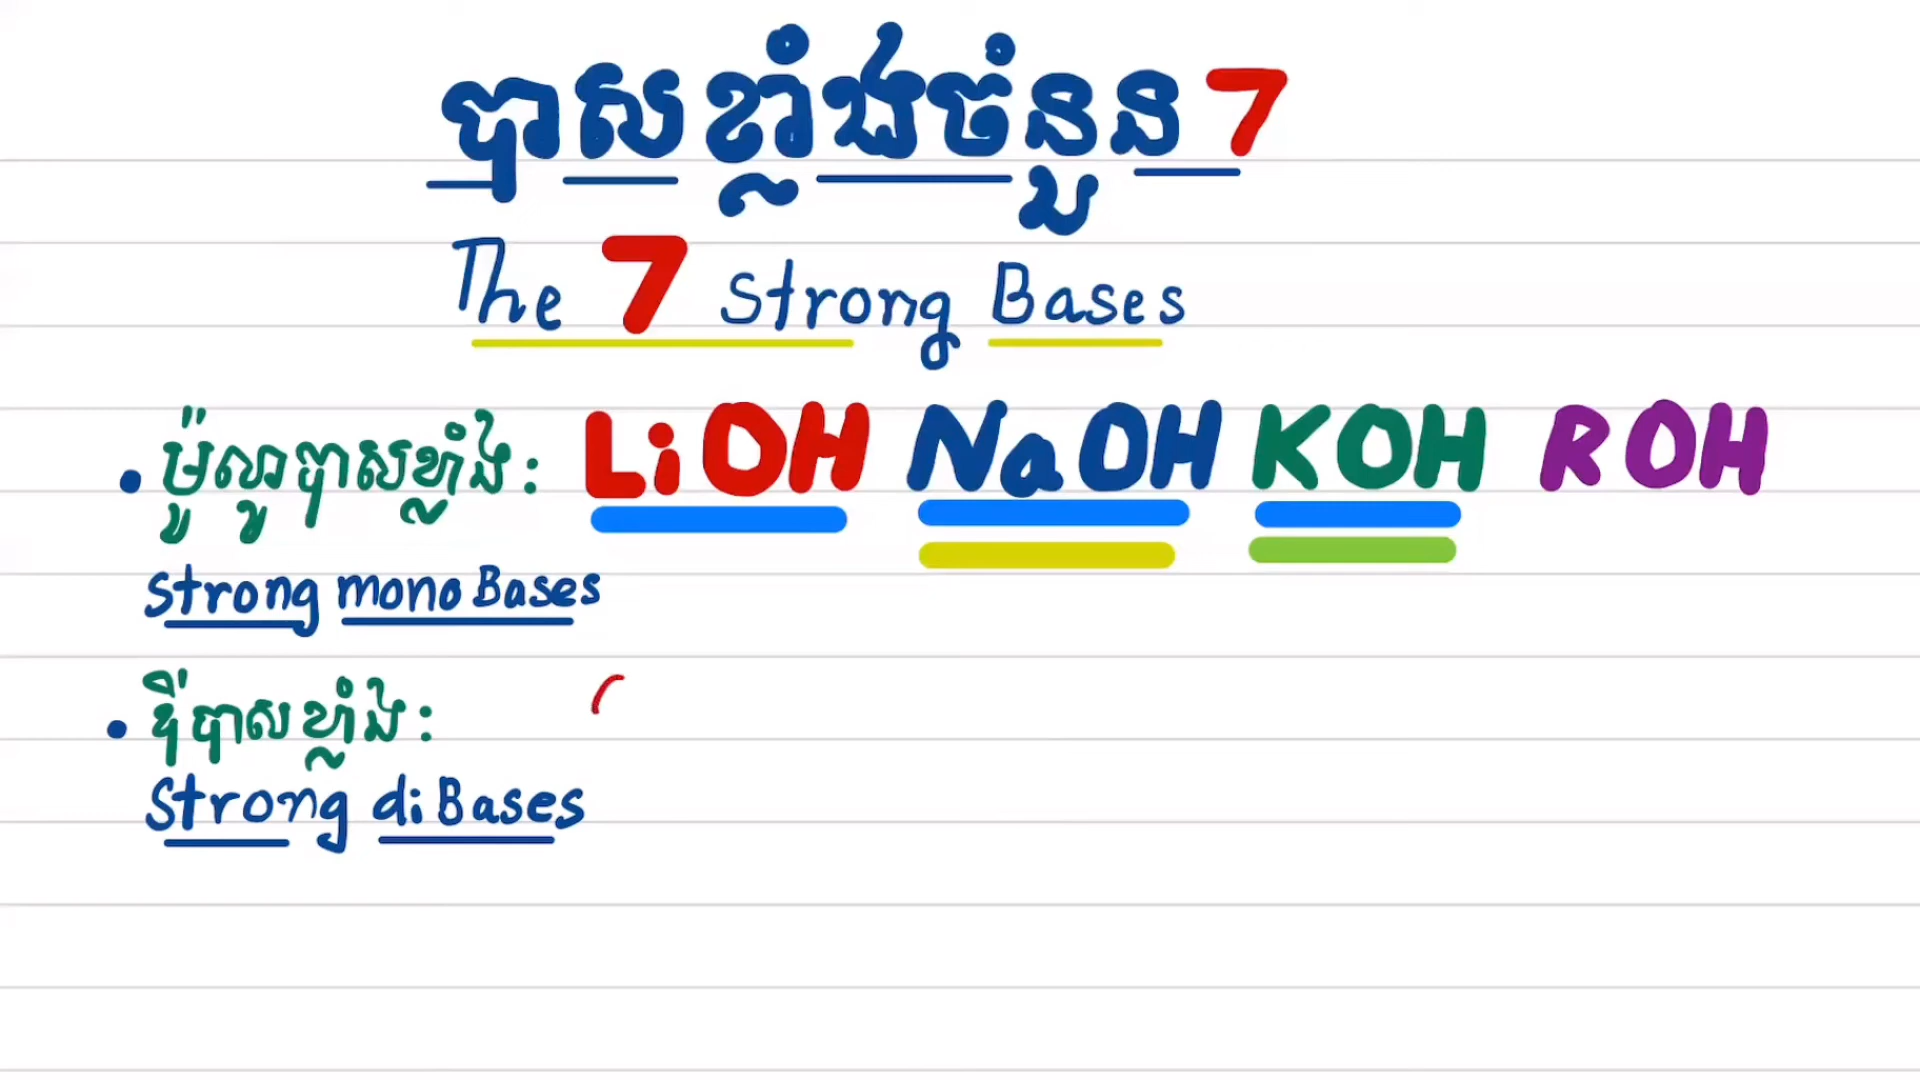 បាសខ្លាំងចំនួន 7
The 7 Strong Bases
• ម៉ូណូបាសខ្លាំង: LiOH NaOH KOH ROH
Strong mono Bases
• ឌីបាសខ្លាំង:
Strong di Bases